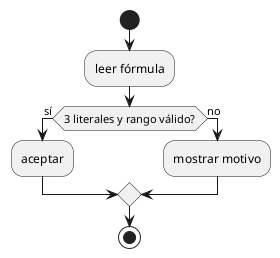 leer fórmula
3 literales y rango válido?
sí
no
aceptar
mostrar motivo